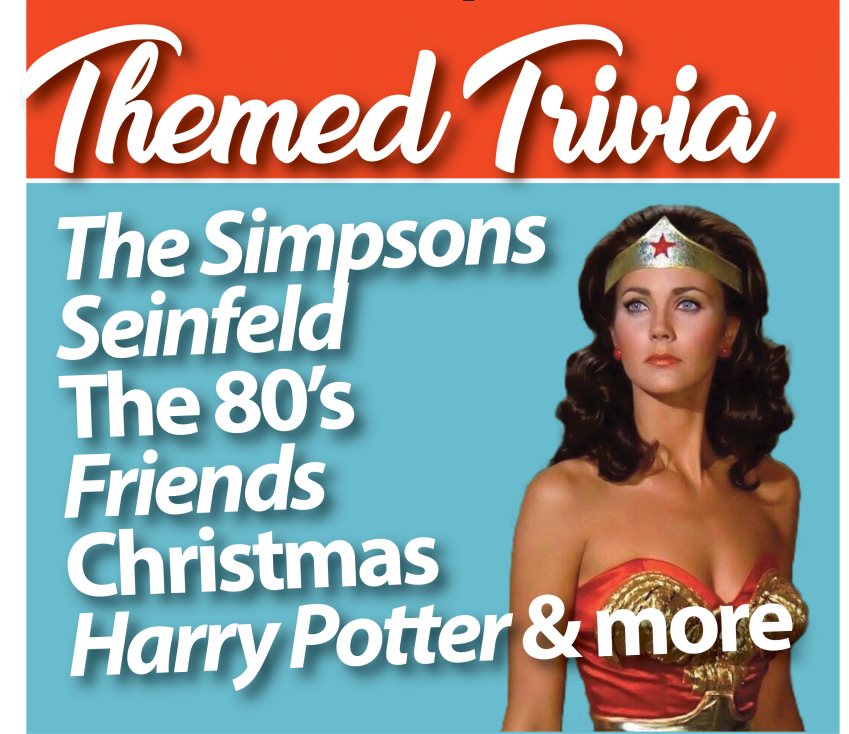 Themed Trivia
The Simpsons
Seinfeld
The 80's
Friends
Christmas
Harry Potter & more